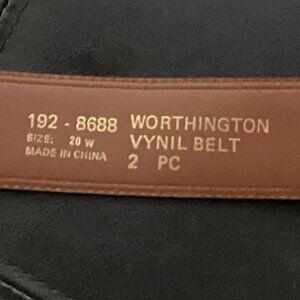 192 - 8688 WORTHINGTON
SIZE: 20 W VYNIL BELT
MADE IN CHINA 2 PC